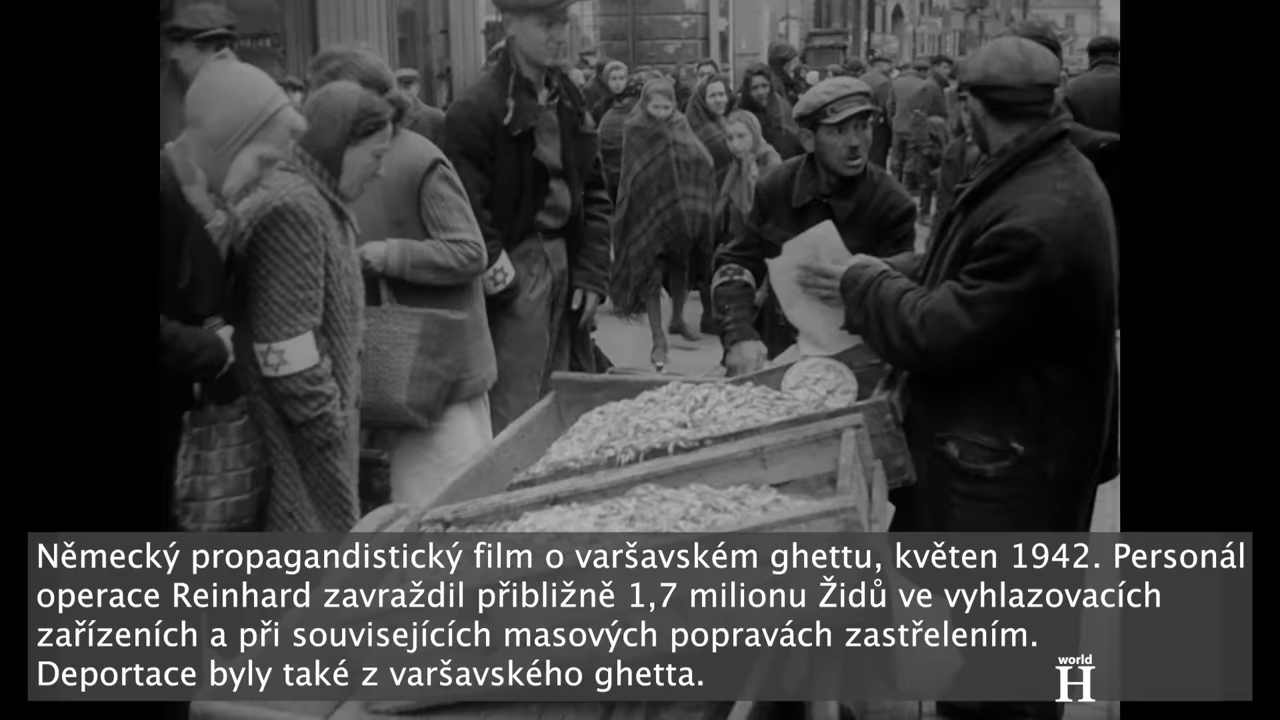 Německý propagandistický film o varšavském ghettu, květen 1942. Personál
operace Reinhard zavraždil přibližně 1,7 milionu Židů ve vyhlazovacích
zařízeních a při souvisejících masových popravách zastřelením.
Deportace byly také z varšavského ghetta.
world
H